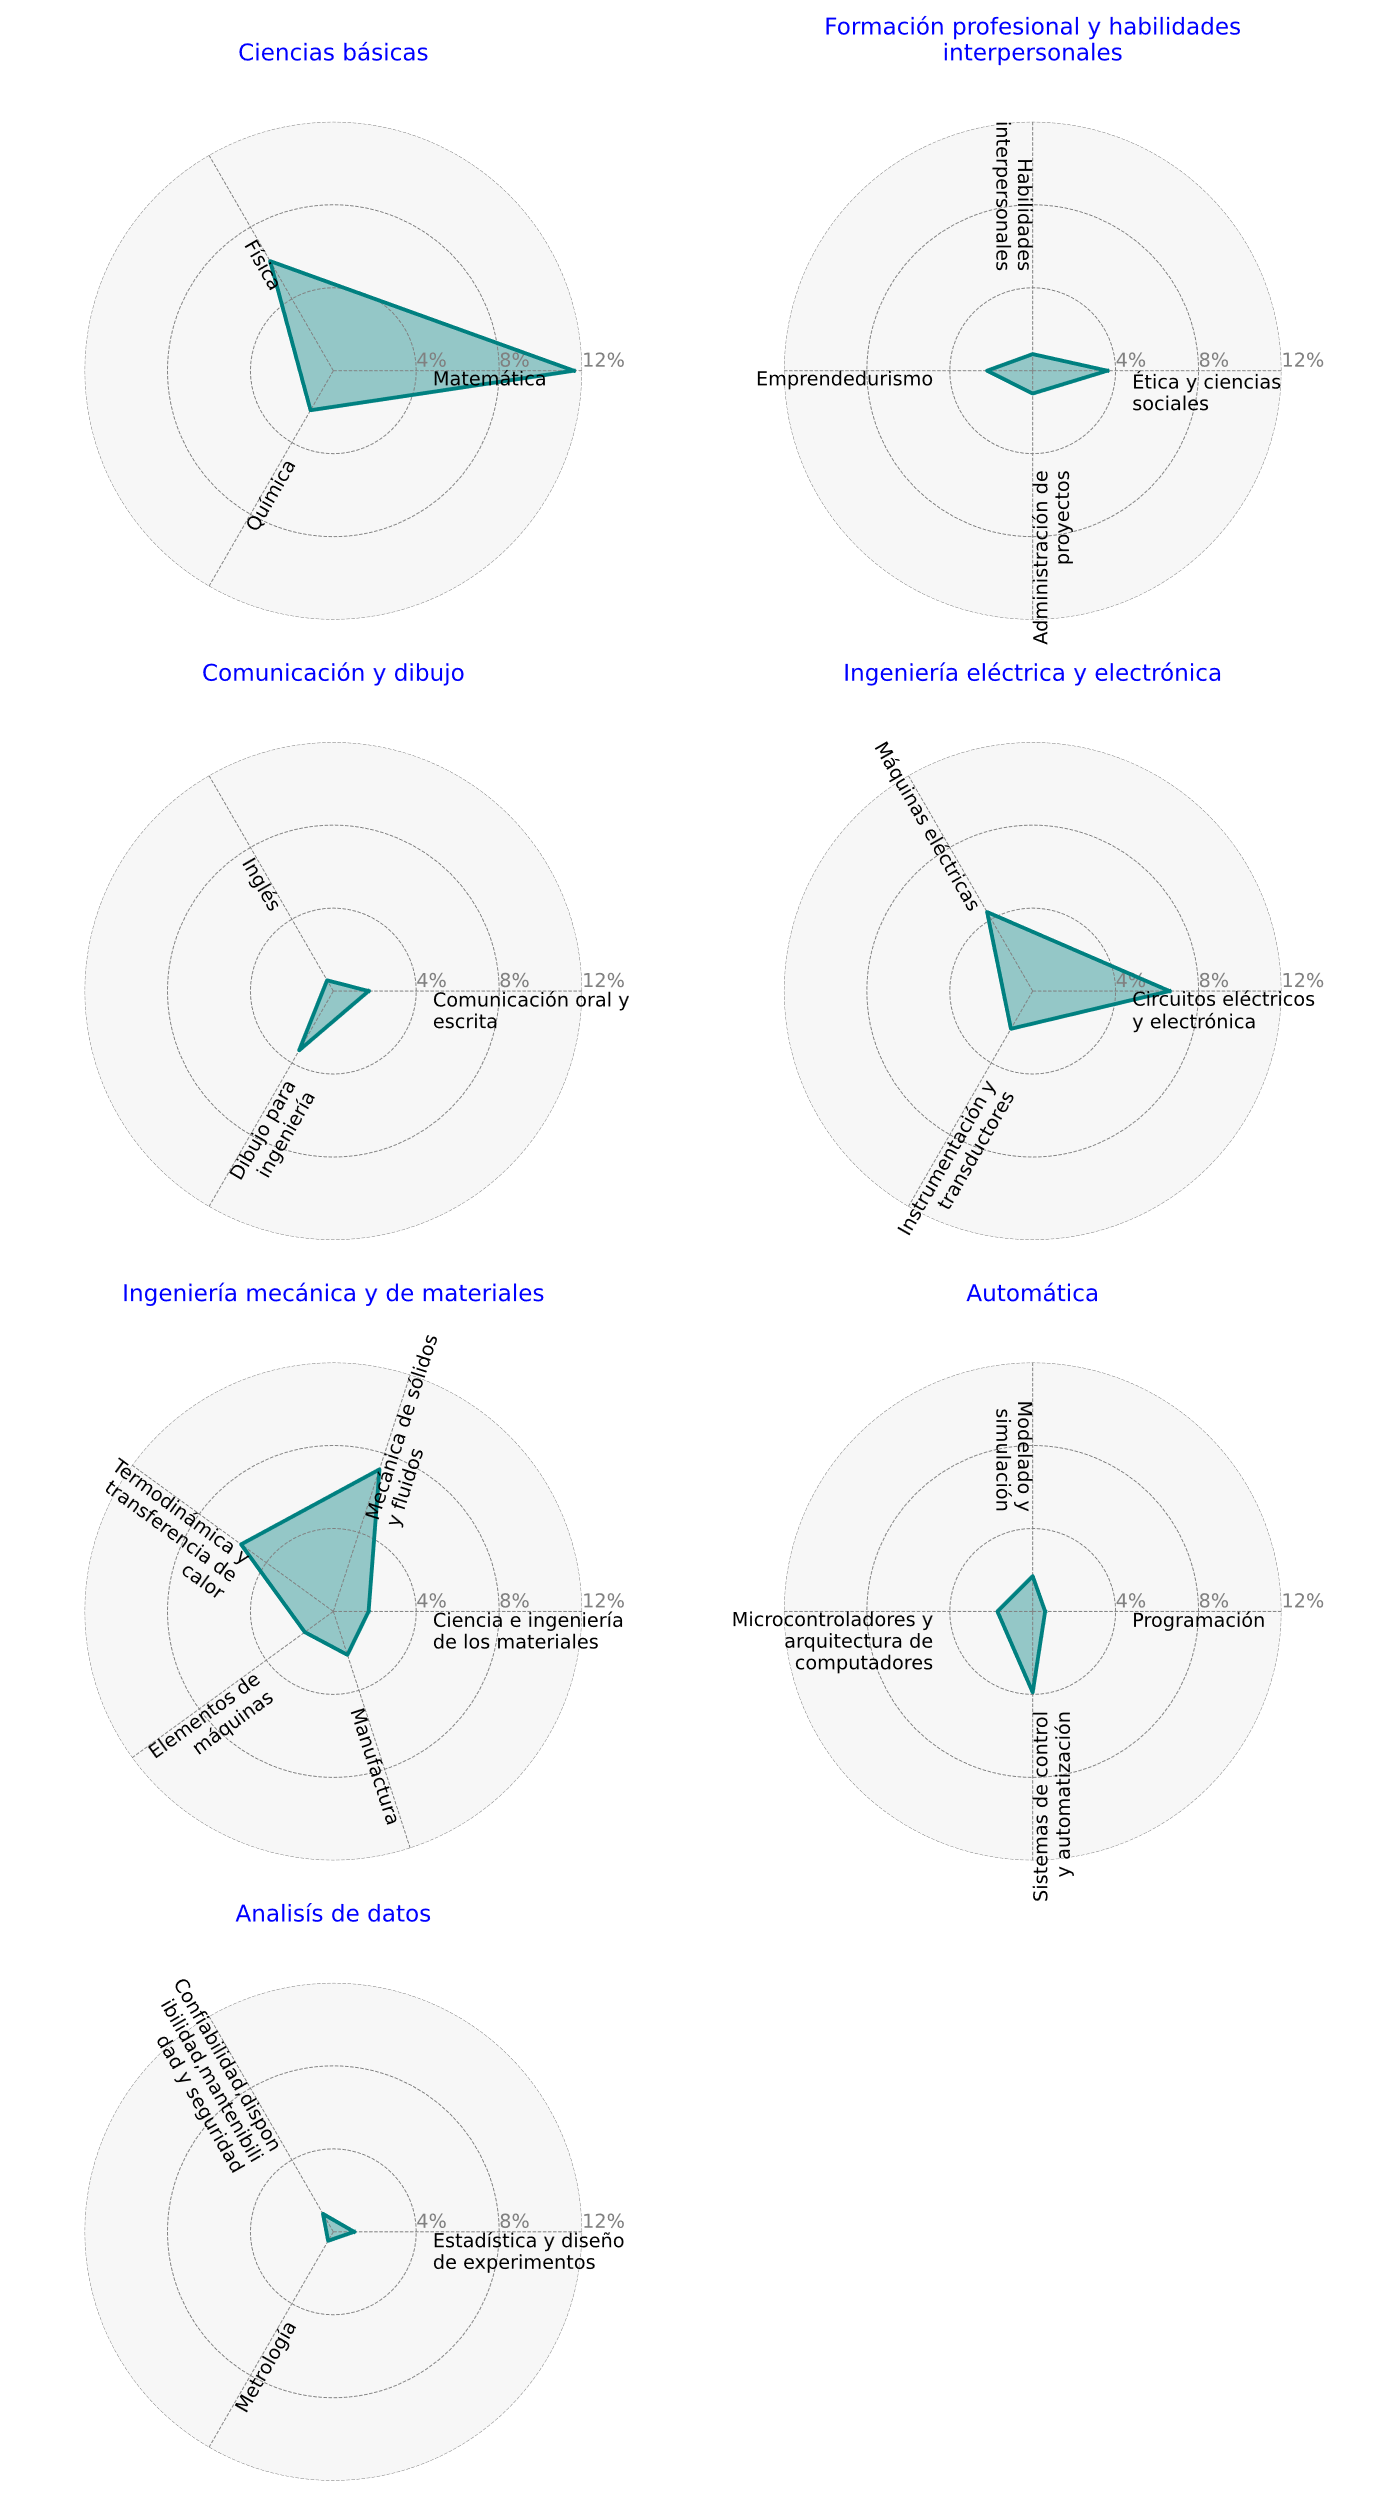 Ciencias básicas
Física
4%
8%
12%
Matemática
Química
Formación profesional y habilidades
interpersonales
Habilidades
interpersonales
4%
8%
12%
Emprendedurismo
Ética y ciencias
sociales
Administración de
proyectos
Comunicación y dibujo
Inglés
4%
8%
12%
Comunicación oral y
escrita
Dibujo para
ingeniería
Ingeniería eléctrica y electrónica
Máquinas eléctricas
4%
8%
12%
Circuitos eléctricos
y electrónica
Instrumentación y
transductores
Ingeniería mecánica y de materiales
Mecánica de sólidos
y fluidos
Termodinámica y
transferencia de
calor
4%
8%
12%
Ciencia e ingeniería
de los materiales
Elementos de
máquinas
Manufactura
Automática
Modelado y
simulación
4%
8%
12%
Microcontroladores y
arquitectura de
computadores
Programación
Sistemas de control
y automatización
Analisís de datos
Confiabilidad,dispon
ibilidad,mantenibili
dad y seguridad
4%
8%
12%
Estadística y diseño
de experimentos
Metrología